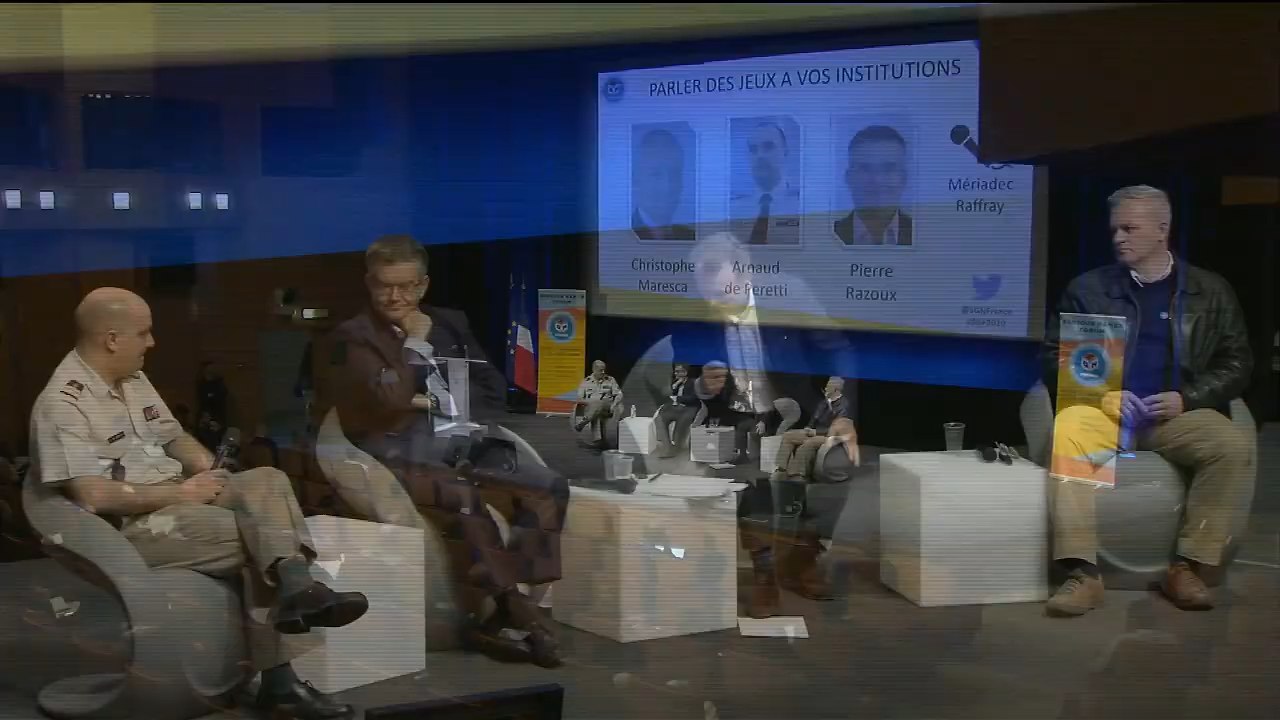 PARLER DES JEUX A VOS INSTITUTIONS
Mériadec
Raffray
Christophe
Maresca
Arnaud
de Peretti
Pierre
Razoux